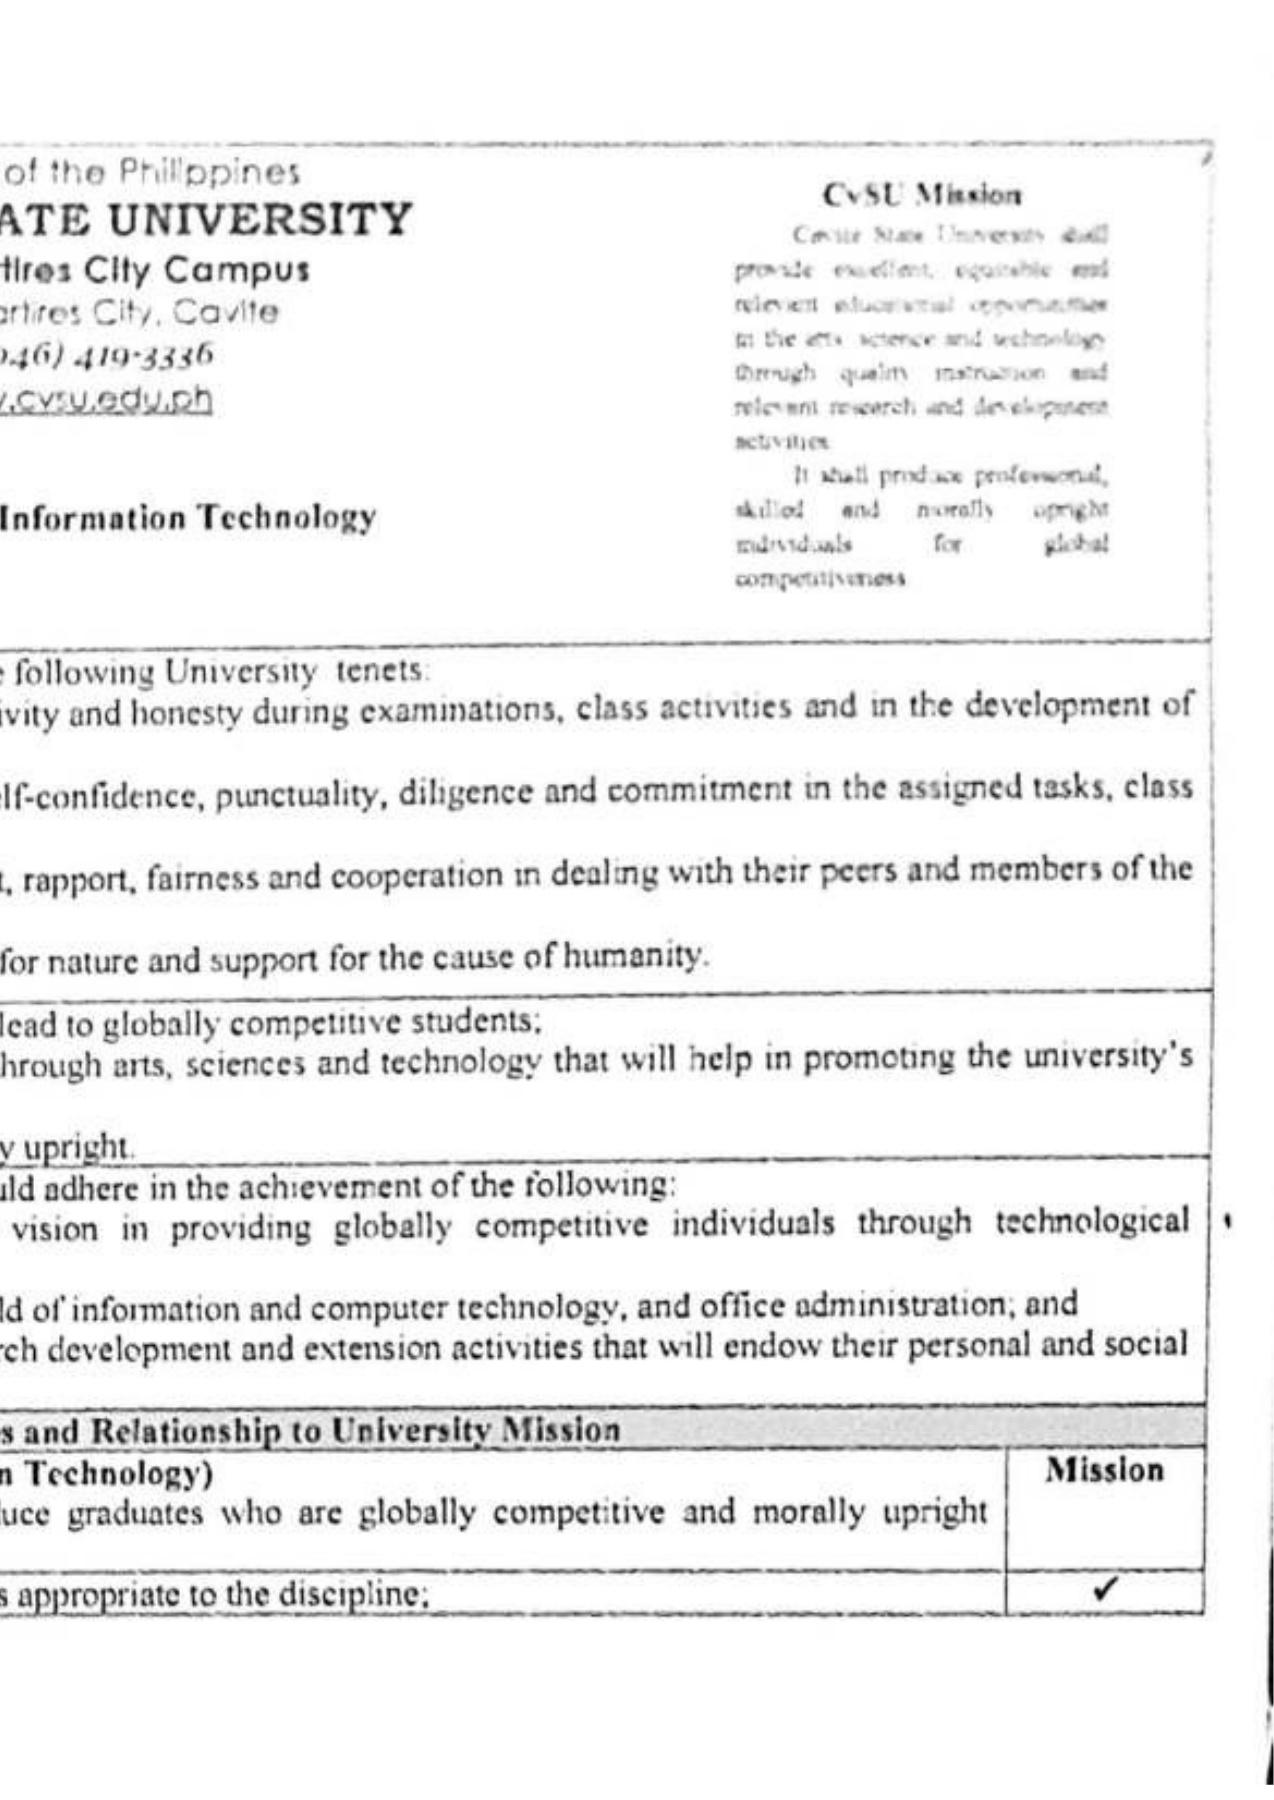 of the Philippines
ATE UNIVERSITY
tires City Campus
artires City, Cavite
046) 419-3336
.cvsu.edu.ph
Information Technology
CvSU Mission
Cavite State University shall
provide excellent, equitable and
relevant educational opportunities
in the arts science and technology
through quality instruction and
relevant research and development
activities
It shall produce professional,
skilled and morally upright
individuals for global
competitiveness
e following University tenets:
ivity and honesty during examinations, class activities and in the development of
elf-confidence, punctuality, diligence and commitment in the assigned tasks, class
t, rapport, fairness and cooperation in dealing with their peers and members of the
for nature and support for the cause of humanity.
lead to globally competitive students;
hrough arts, sciences and technology that will help in promoting the university's
y upright.
uld adhere in the achievement of the following:
vision in providing globally competitive individuals through technological
ld of information and computer technology, and office administration; and
rch development and extension activities that will endow their personal and social
s and Relationship to University Mission
n Technology)
Mission
uce graduates who are globally competitive and morally upright
s appropriate to the discipline;
✓